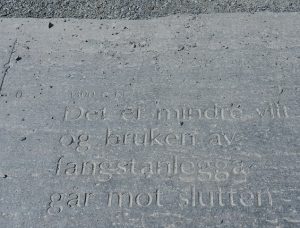 Det er mindre vilt
og bruken av
fangstanlegga
går mot slutten